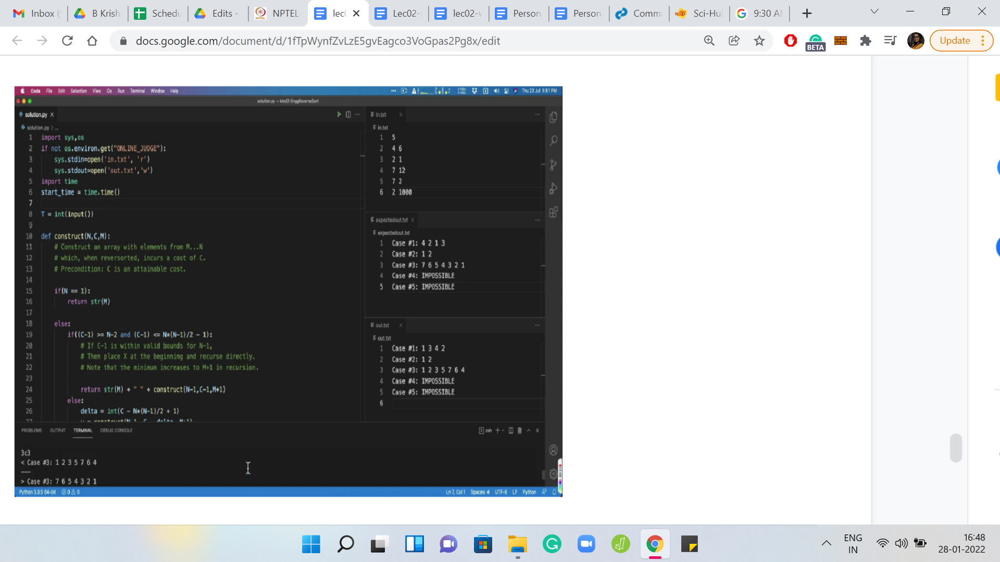 Inbox (
B Krish
Schedu
Edits -
NPTEL
lec
Lec02-
lec02-v
Person
Person
Comm
Sci-Hu
9:30 A
docs.google.com/document/d/1fTpWynfZvLzE5gvEagco3VoGpas2Pg8x/edit
BETA
Update
Code File Edit Selection View Go Run Terminal Window Help
Thu 22 Jul 5:51 PM
solution.py — Mod2-EnggReverseSort
solution.py
solution.py > ...
1 import sys,os
2 if not os.environ.get("ONLINE_JUDGE"):
3 sys.stdin=open('in.txt', 'r')
4 sys.stdout=open('out.txt','w')
5 import time
6 start_time = time.time()
7
8 T = int(input())
9
10 def construct(N,C,M):
11 # Construct an array with elements from M...N
12 # which, when reversorted, incurs a cost of C.
13 # Precondition: C is an attainable cost.
14
15 if(N == 1):
16 return str(M)
17
18 else:
19 if((C-1) >= N-2 and (C-1) <= N*(N-1)/2 - 1):
20 # If C-1 is within valid bounds for N-1,
21 # Then place X at the beginning and recurse directly.
22 # Note that the minimum increases to M+1 in recursion.
23
24 return str(M) + " " + construct(N-1,C-1,M+1)
25 else:
26 delta = int(C - N*(N-1)/2 + 1)
in.txt
in.txt
1 5
2 4 6
3 2 1
4 7 12
5 7 2
6 2 1000
expectedout.txt
expectedout.txt
1 Case #1: 4 2 1 3
2 Case #2: 1 2
3 Case #3: 7 6 5 4 3 2 1
4 Case #4: IMPOSSIBLE
5 Case #5: IMPOSSIBLE
out.txt
out.txt
1 Case #1: 1 3 4 2
2 Case #2: 1 2
3 Case #3: 1 2 3 5 7 6 4
4 Case #4: IMPOSSIBLE
5 Case #5: IMPOSSIBLE
6
PROBLEMS OUTPUT TERMINAL DEBUG CONSOLE
zsh
3c3
< Case #3: 1 2 3 5 7 6 4
---
> Case #3: 7 6 5 4 3 2 1
Python 3.9.5 64-bit 0 0
Ln 7, Col 1 Spaces: 4 UTF-8 LF Python
ENG
IN
16:48
28-01-2022